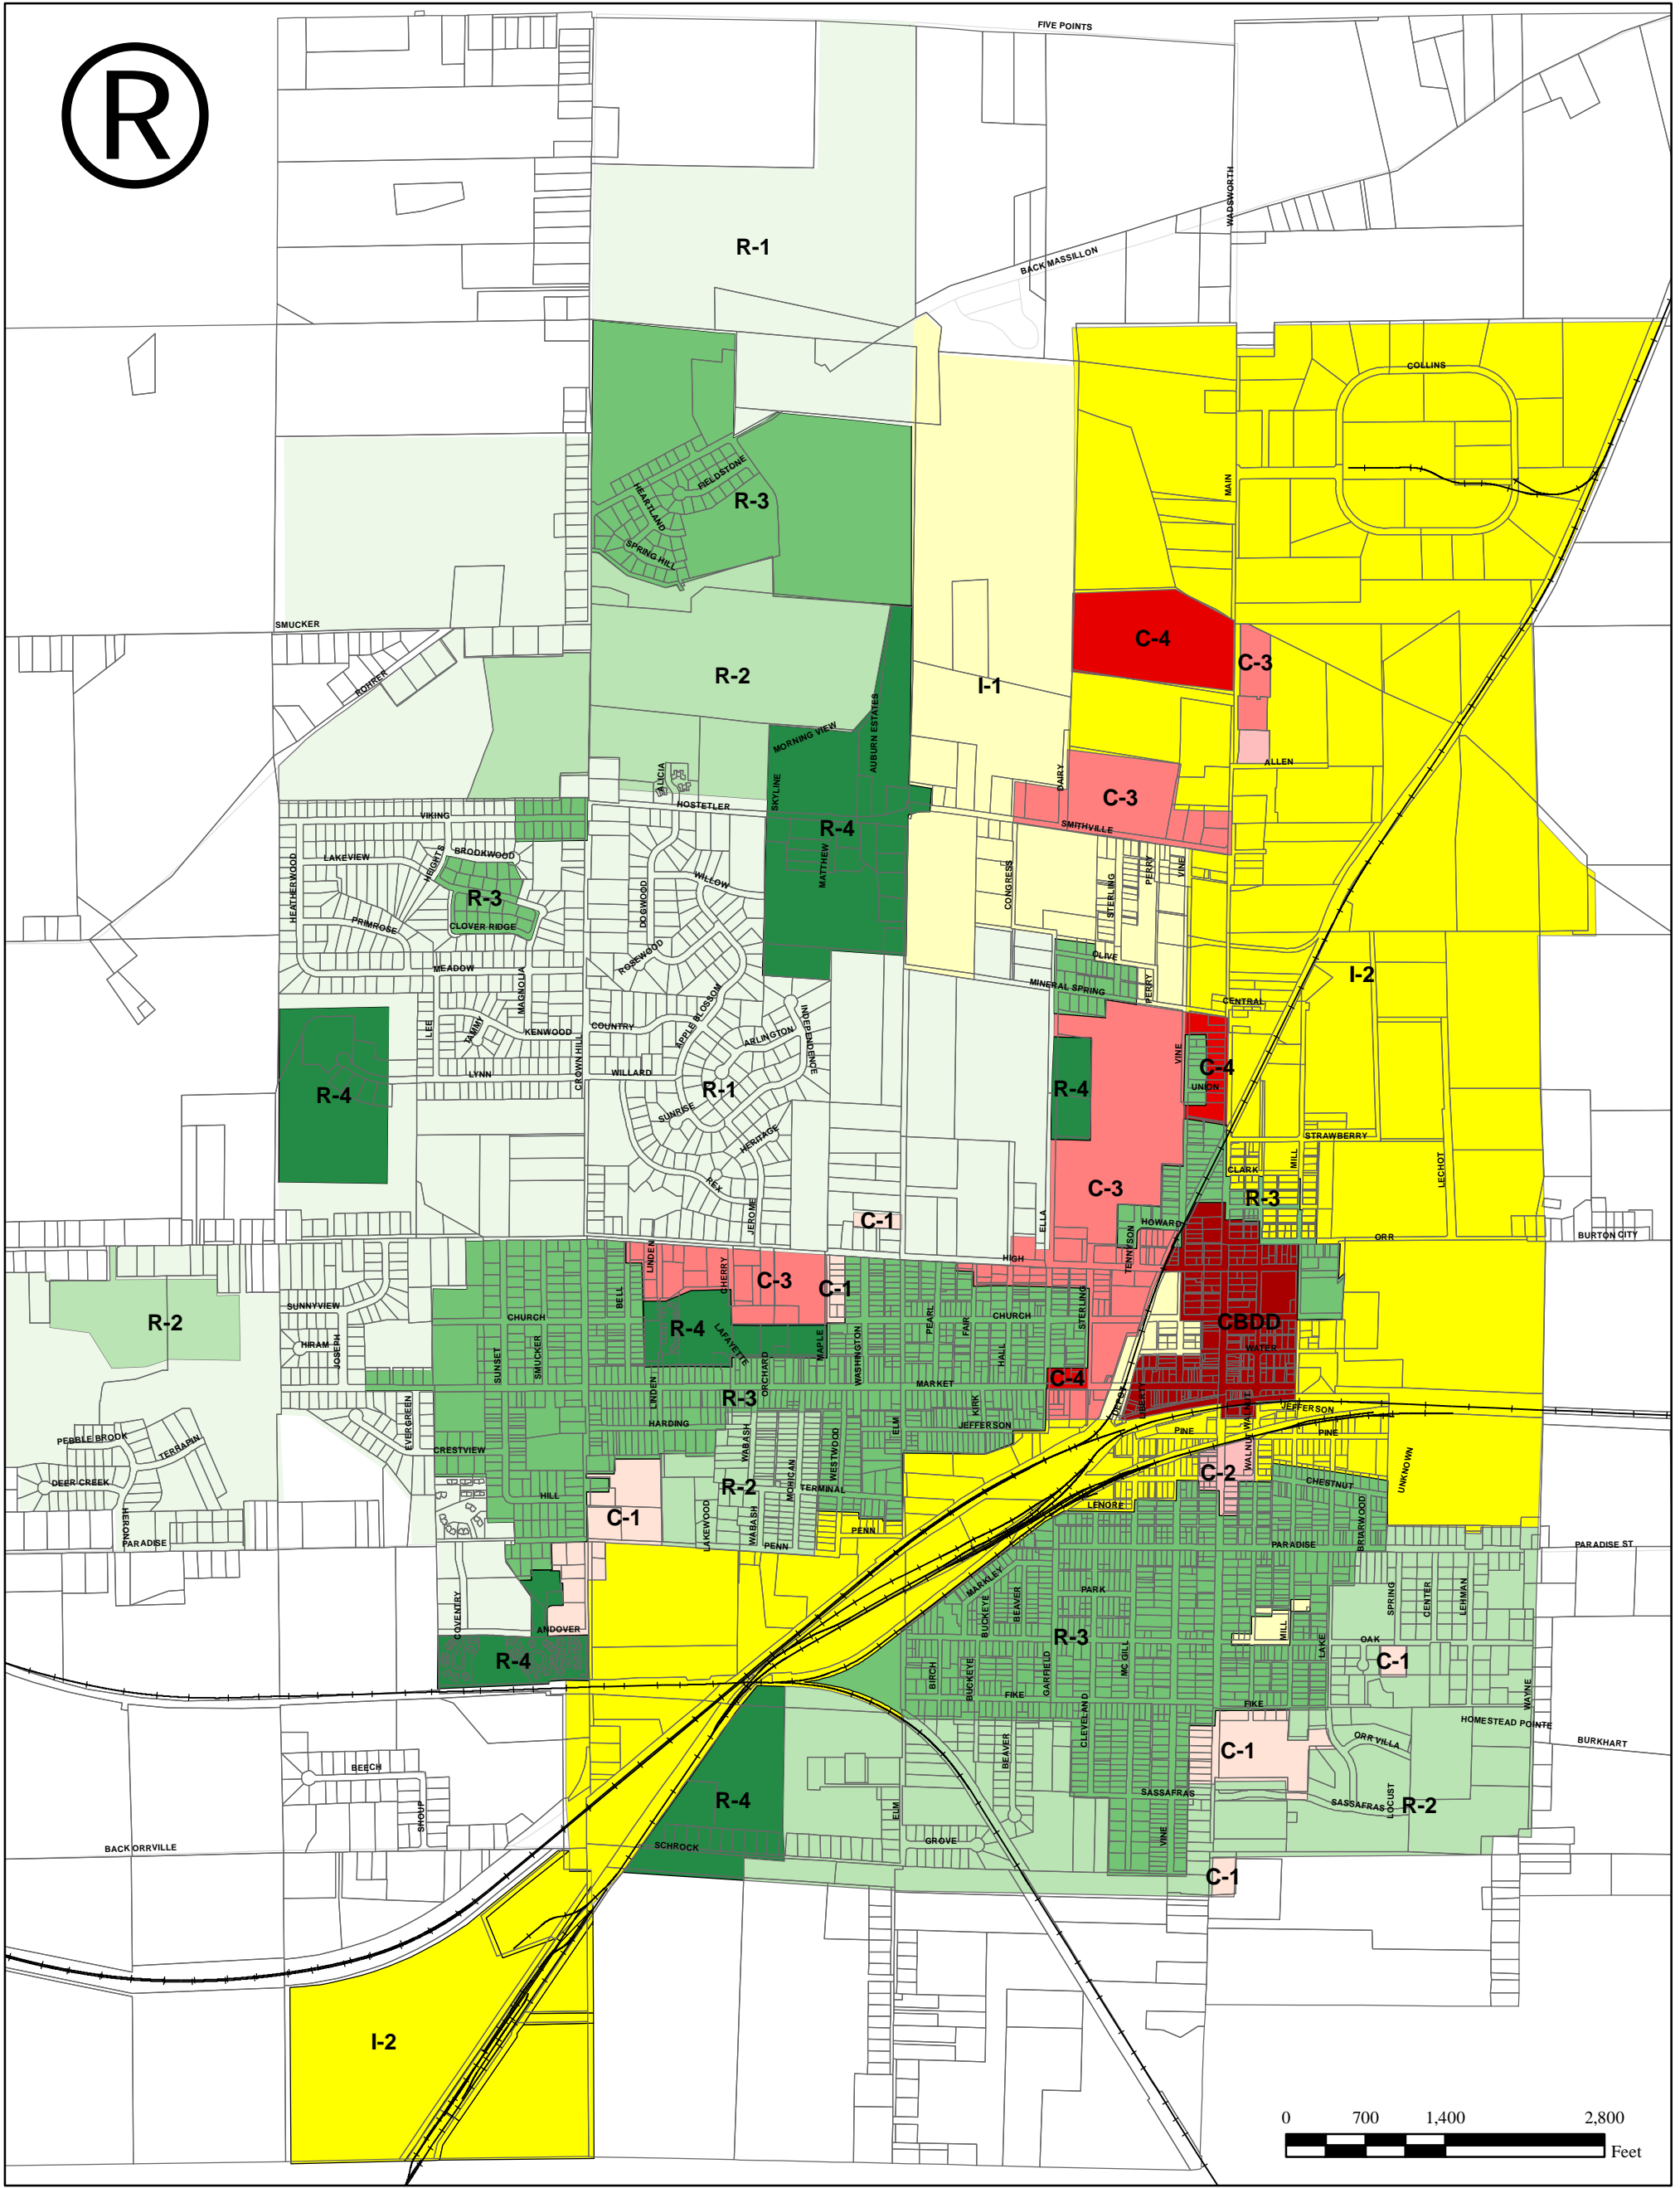 FIVE POINTS
R
WADSWORTH
R-1
BACK MASSILLON
COLLINS
FIELDSTONE
MAIN
R-3
HEARTLAND
SPRING HILL
SMUCKER
C-4
C-3
R-2
ROHRER
I-1
AUBURN ESTATES
MORNING VIEW
ALLEN
ALICIA
SKYLINE
DAIRY
C-3
HOSTETLER
VIKING
SMITHVILLE
R-4
BROOKWOOD
LAKEVIEW
HEIGHTS
MATTHEW
PERRY
VINE
HEATHERWOOD
WILLOW
CONGRESS
STERLING
R-3
DOGWOOD
CLOVER RIDGE
PRIMROSE
ROSEWOOD
OLIVE
MEADOW
I-2
MAGNOLIA
MINERAL SPRING
PERRY
CENTRAL
APPLE BLOSSOM
LEE
TAMMY
KENWOOD
COUNTRY
ARLINGTON
INDEPENDENCE
VINE
CROWN HILL
C-4
LYNN
WILLARD
R-4
R-1
R-4
UNION
SUNRISE
HERITAGE
STRAWBERRY
MILL
LECHOT
CLARK
REX
C-3
R-3
JEROME
C-1
ELLA
HOWARD
TENNYSON
ORR
BURTON CITY
HIGH
LINDEN
CHERRY
C-3
C-1
BELL
SUNNYVIEW
R-2
CHURCH
PEARL
FAIR
CHURCH
STERLING
CBDD
R-4
LAFAYETTE
HIRAM
JOSEPH
SUNSET
SMUCKER
MAPLE
WASHINGTON
HALL
WATER
ORCHARD
C-4
MARKET
LINDEN
R-3
KIRK
DEPOT
LIBERTY
WALNUT
JEFFERSON
HARDING
ELM
JEFFERSON
EVERGREEN
PEBBLE BROOK
TERRAPIN
CRESTVIEW
WABASH
WESTWOOD
PINE
WALNUT
PINE
MOHICAN
C-2
UNKNOWN
DEER CREEK
R-2
TERMINAL
CHESTNUT
HILL
C-1
LENORE
HERON
LAKEWOOD
WABASH
PENN
BRIARWOOD
PARADISE
PENN
PARADISE
PARADISE ST
MARKLEY
PARK
BUCKEYE
BEAVER
SPRING
CENTER
LEHMAN
COVENTRY
ANDOVER
R-3
MILL
LAKE
OAK
R-4
BIRCH
BUCKEYE
GARFIELD
MC GILL
C-1
FIKE
FIKE
WAYNE
CLEVELAND
HOMESTEAD POINTE
BEAVER
C-1
ORR VILLA
BURKHART
BEECH
R-4
SASSAFRAS
SASSAFRAS
LOCUST
R-2
SHOUP
ELM
VINE
BACK ORRVILLE
SCHROCK
GROVE
C-1
I-2
0 700 1,400 2,800
Feet